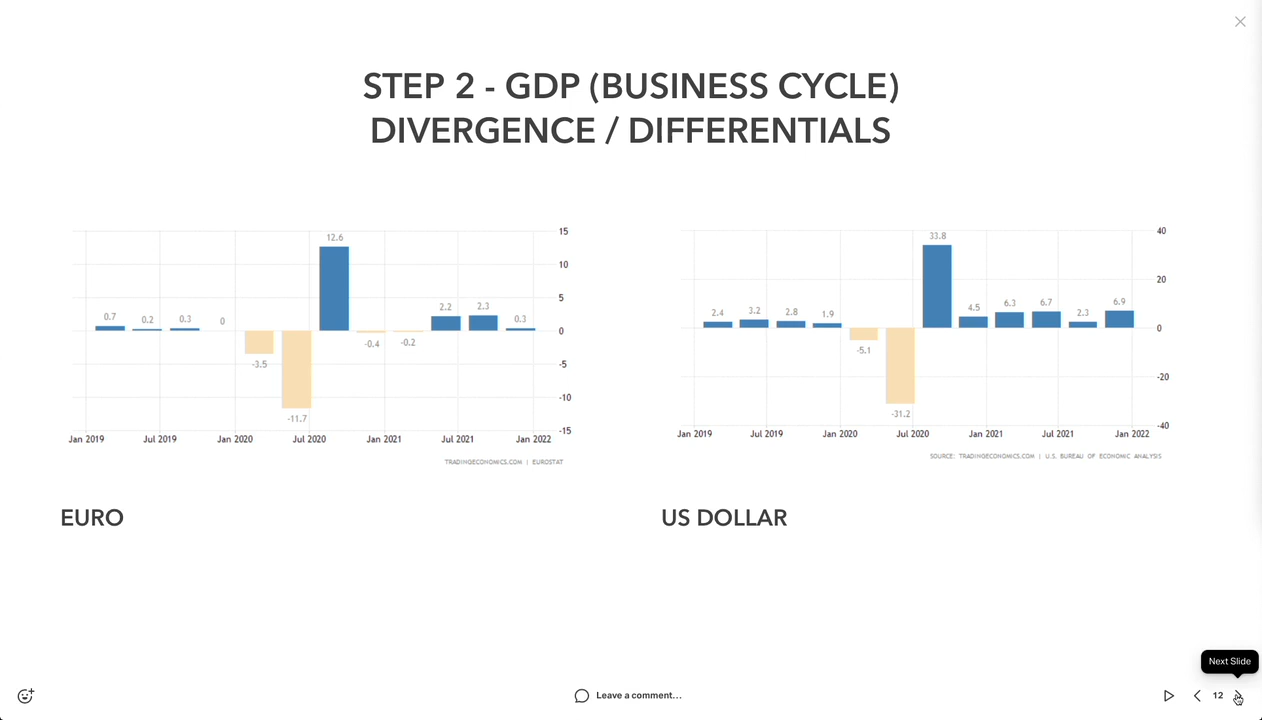 STEP 2 - GDP (BUSINESS CYCLE)
DIVERGENCE / DIFFERENTIALS
15
10
5
0
-5
-10
-15
0.7
0.2
0.3
0
-3.5
-11.7
12.6
-0.4
-0.2
2.2
2.3
0.3
Jan 2019
Jul 2019
Jan 2020
Jul 2020
Jan 2021
Jul 2021
Jan 2022
TRADINGECONOMICS.COM | EUROSTAT
EURO
40
20
0
-20
-40
2.4
3.2
2.8
1.9
-5.1
-31.2
33.8
4.5
6.3
6.7
2.3
6.9
Jan 2019
Jul 2019
Jan 2020
Jul 2020
Jan 2021
Jul 2021
Jan 2022
SOURCE: TRADINGECONOMICS.COM | U.S. BUREAU OF ECONOMIC ANALYSIS
US DOLLAR
Next Slide
Leave a comment...
12